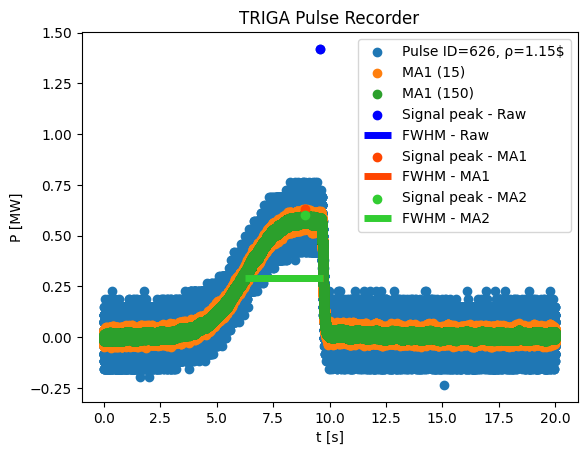 TRIGA Pulse Recorder
P [MW]
1.50
1.25
1.00
0.75
0.50
0.25
0.00
−0.25
Pulse ID=626, ρ=1.15$
MA1 (15)
MA1 (150)
Signal peak - Raw
FWHM - Raw
Signal peak - MA1
FWHM - MA1
Signal peak - MA2
FWHM - MA2
0.0 2.5 5.0 7.5 10.0 12.5 15.0 17.5 20.0
t [s]